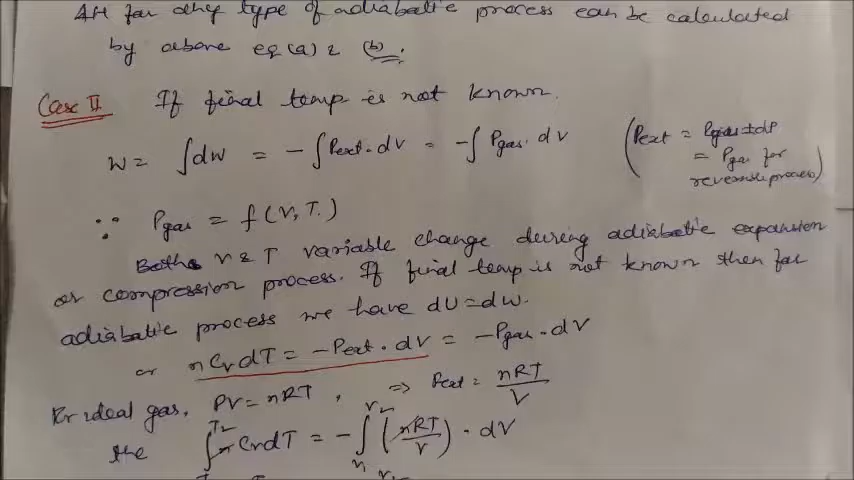 ΔH for any type of adiabatic process can be calculated
by above eq (a) & (b).
Case II If final temp is not known.
W = ∫dW = -∫Pext. dV = -∫Pgas. dV (Pext = Pgas ± dP
= Pgas for
reversible process)
∵ Pgas = f(V, T.)
Both V & T variable change during adiabatic expansion
or compression process. If final temp is not known then for
adiabatic process we have dU = dW.
or nCvdT = -Pext. dV = -Pgas. dV
For ideal gas, PV = nRT, ⇒ Pext = nRT/V
the ∫T₁T₂ nCvdT = -∫V₁V₂ (nRT/V) . dV